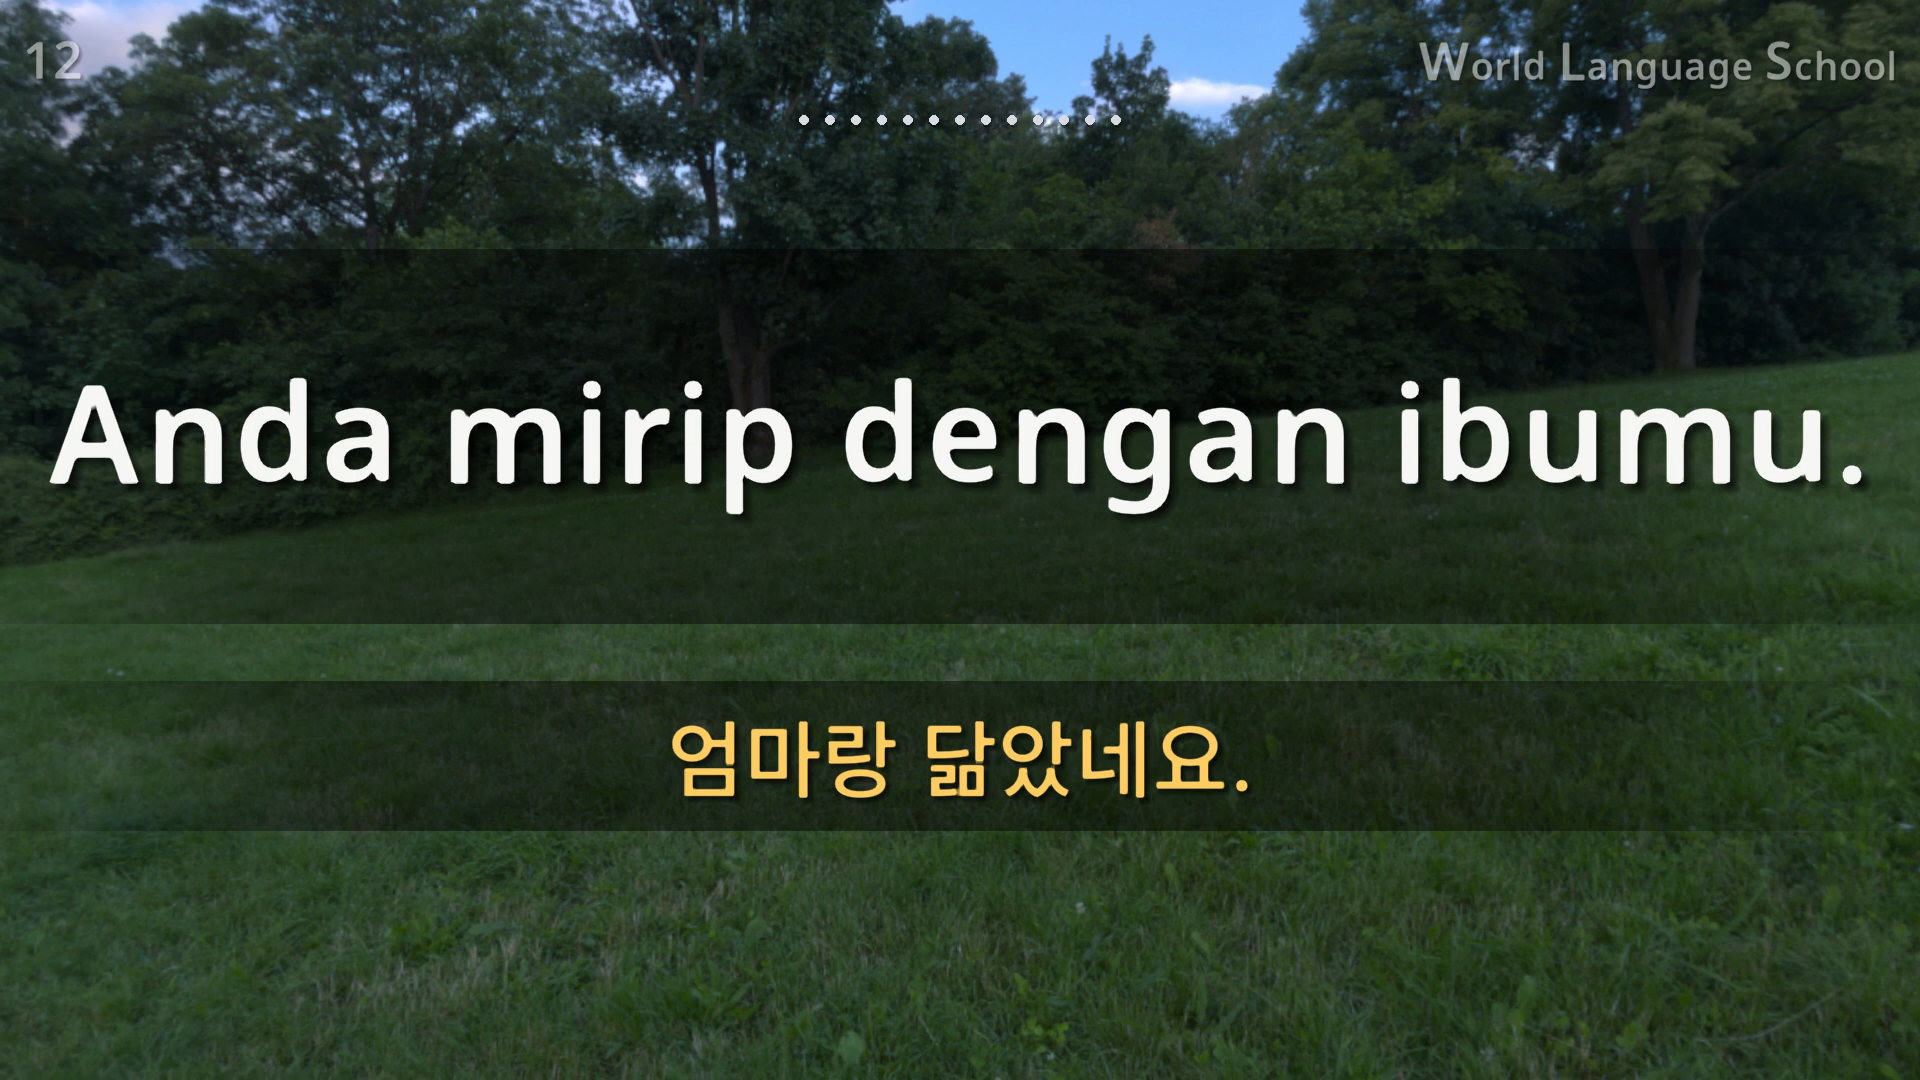 12
World Language School
Anda mirip dengan ibumu.
엄마랑 닮았네요.